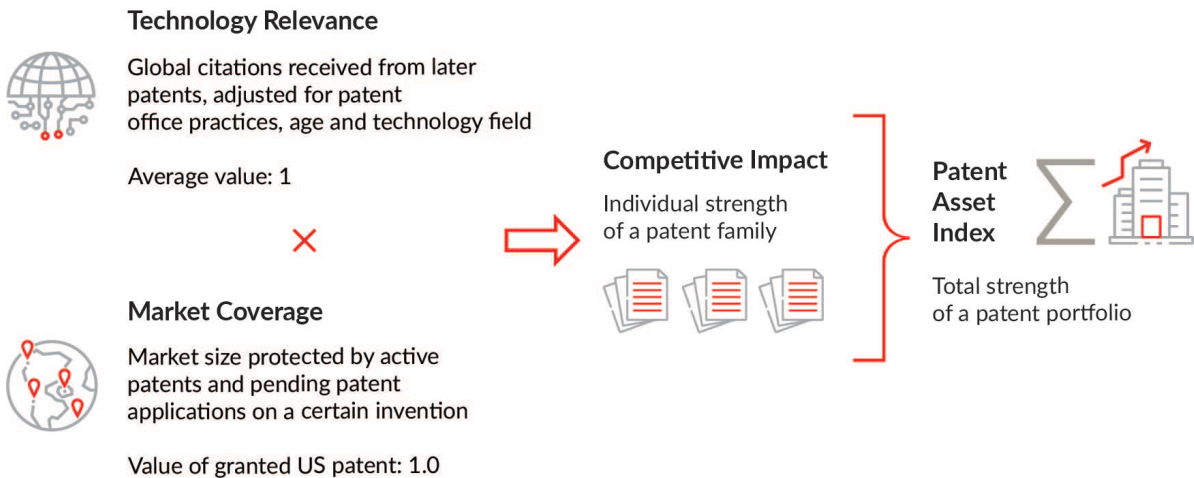 Technology Relevance
Global citations received from later
patents, adjusted for patent
office practices, age and technology field
Average value: 1
×
Market Coverage
Market size protected by active
patents and pending patent
applications on a certain invention
Value of granted US patent: 1.0
Competitive Impact
Individual strength
of a patent family
Patent
Asset
Index
Σ
Total strength
of a patent portfolio